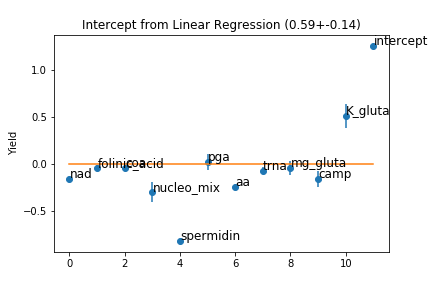 Intercept from Linear Regression (0.59+-0.14)
intercept
1.0
K_gluta
0.5
Yield
pga
folinic_acid
coa
mg_gluta
trna
0.0
nad
camp
aa
nucleo_mix
−0.5
spermidin
0 2 4 6 8 10